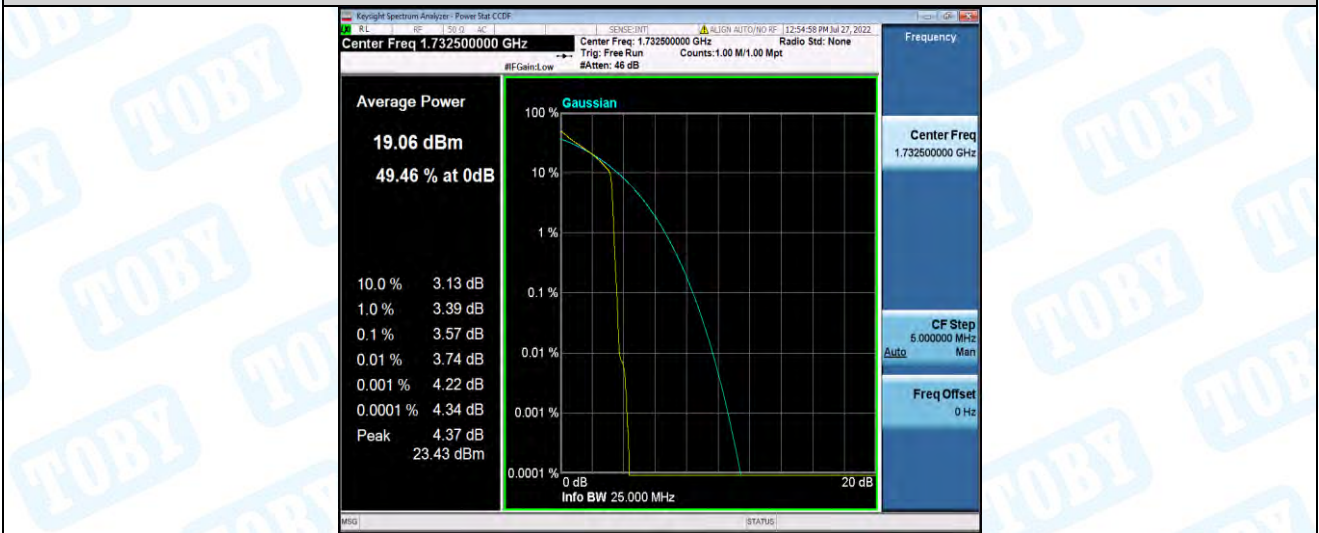 Keysight Spectrum Analyzer - Power Stat CCDF
RL RF 50 Ω AC SENSE:INT ALIGN AUTO/NO RF 12:54:58 PM Jul 27, 2022
Center Freq 1.732500000 GHz
Center Freq: 1.732500000 GHz Radio Std: None
Trig: Free Run Counts:1.00 M/1.00 Mpt
#IFGain:Low #Atten: 46 dB
Frequency
Average Power
19.06 dBm
49.46 % at 0dB
10.0 % 3.13 dB
1.0 % 3.39 dB
0.1 % 3.57 dB
0.01 % 3.74 dB
0.001 % 4.22 dB
0.0001 % 4.34 dB
Peak 4.37 dB
23.43 dBm
Gaussian
100 %
10 %
1 %
0.1 %
0.01 %
0.001 %
0.0001 %
0 dB 20 dB
Info BW 25.000 MHz
Center Freq
1.732500000 GHz
CF Step
5.000000 MHz
Auto Man
Freq Offset
0 Hz
MSG STATUS
TOBY
TOBY
TOBY
TOBY
TOBY
TOBY
TOBY
TOBY